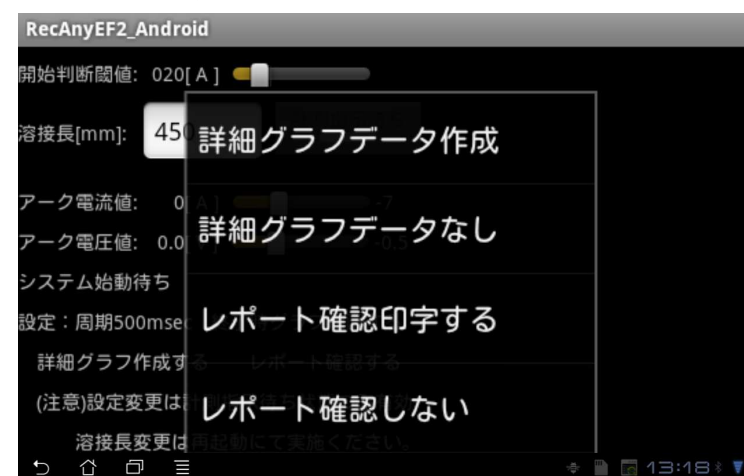 RecAnyEF2_Android
開始判断閾値: 020[ A ]
溶接長[mm]: 450
アーク電流値: 0[ A ] -7
アーク電圧値: 0.0 -0.5
システム始動待ち
設定：周期500msec
詳細グラフ作成する レポート確認する
(注意)設定変更は
溶接長変更は再起動にて実施ください。
詳細グラフデータ作成
詳細グラフデータなし
レポート確認印字する
レポート確認しない
13:18